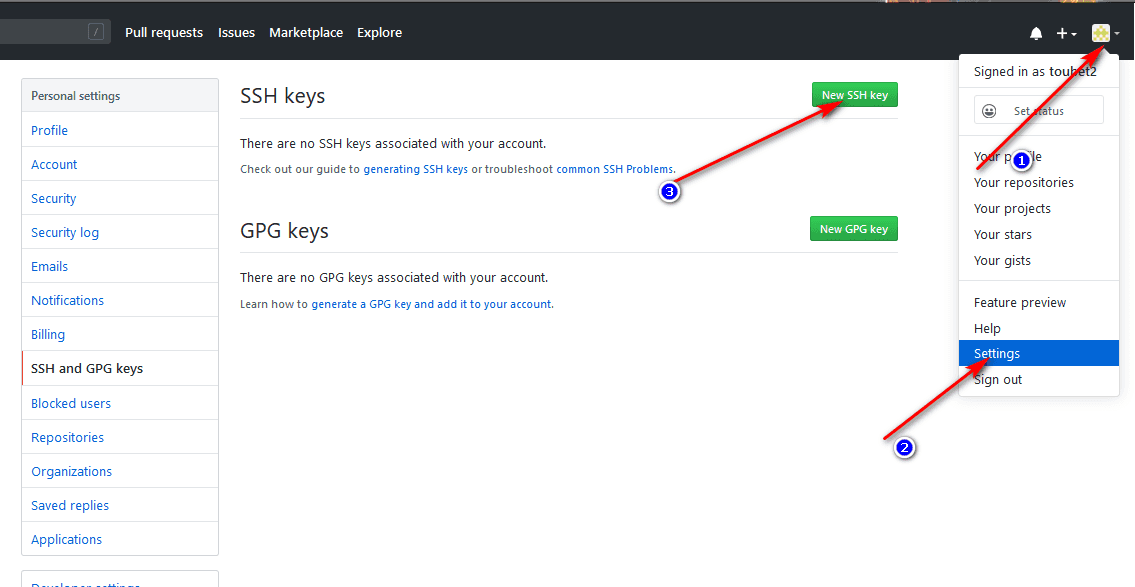 /
Pull requests Issues Marketplace Explore
Personal settings
Profile
Account
Security
Security log
Emails
Notifications
Billing
SSH and GPG keys
Blocked users
Repositories
Organizations
Saved replies
Applications
Developer settings
SSH keys
New SSH key
There are no SSH keys associated with your account.
Check out our guide to generating SSH keys or troubleshoot common SSH Problems.
3
GPG keys
New GPG key
There are no GPG keys associated with your account.
Learn how to generate a GPG key and add it to your account.
Signed in as toubet2
Set status
Your profile
1
Your repositories
Your projects
Your stars
Your gists
Feature preview
Help
Settings
Sign out
2